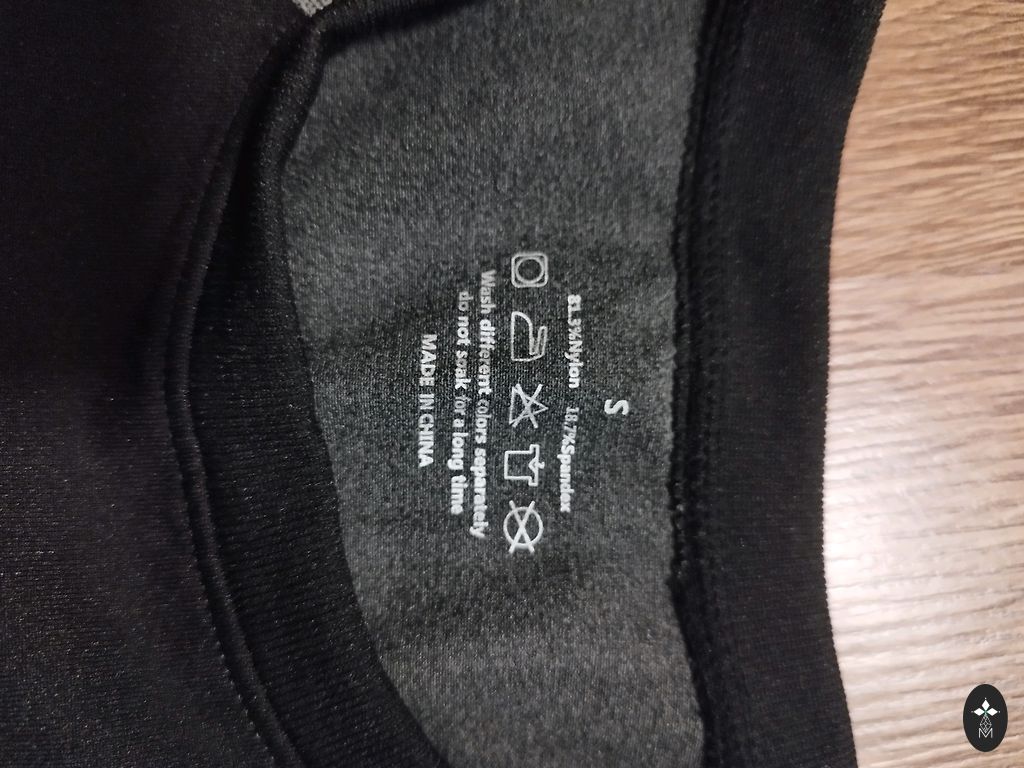 S
81.3%Nylon 18.7%Spandex
Wash different colors separately
do not soak for a long time
MADE IN CHINA
M